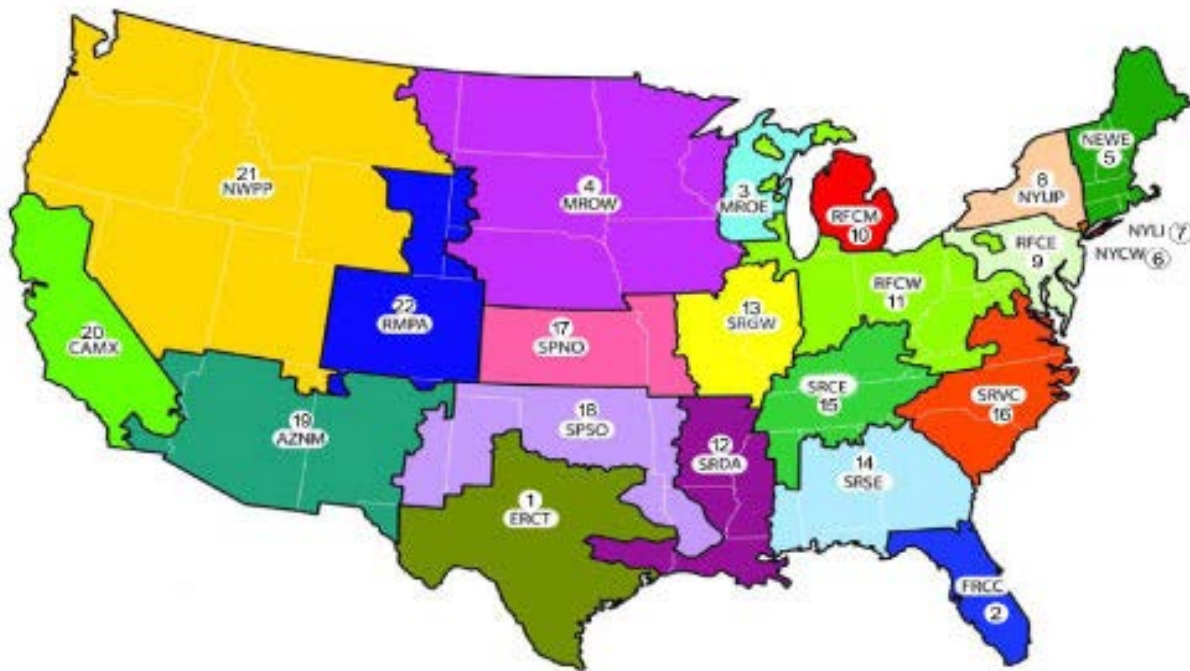 21
NWPP
4
MROW
3
MROE
RFCM
10
NEWE
5
8
NYUP
NYLI 7
NYCW 6
RFCE
9
RFCW
11
13
SRGW
22
RMPA
17
SPNO
20
CAMX
SRCE
15
SRVC
16
19
AZNM
18
SPSO
12
SRDA
14
SRSE
1
ERCT
FRCC
2